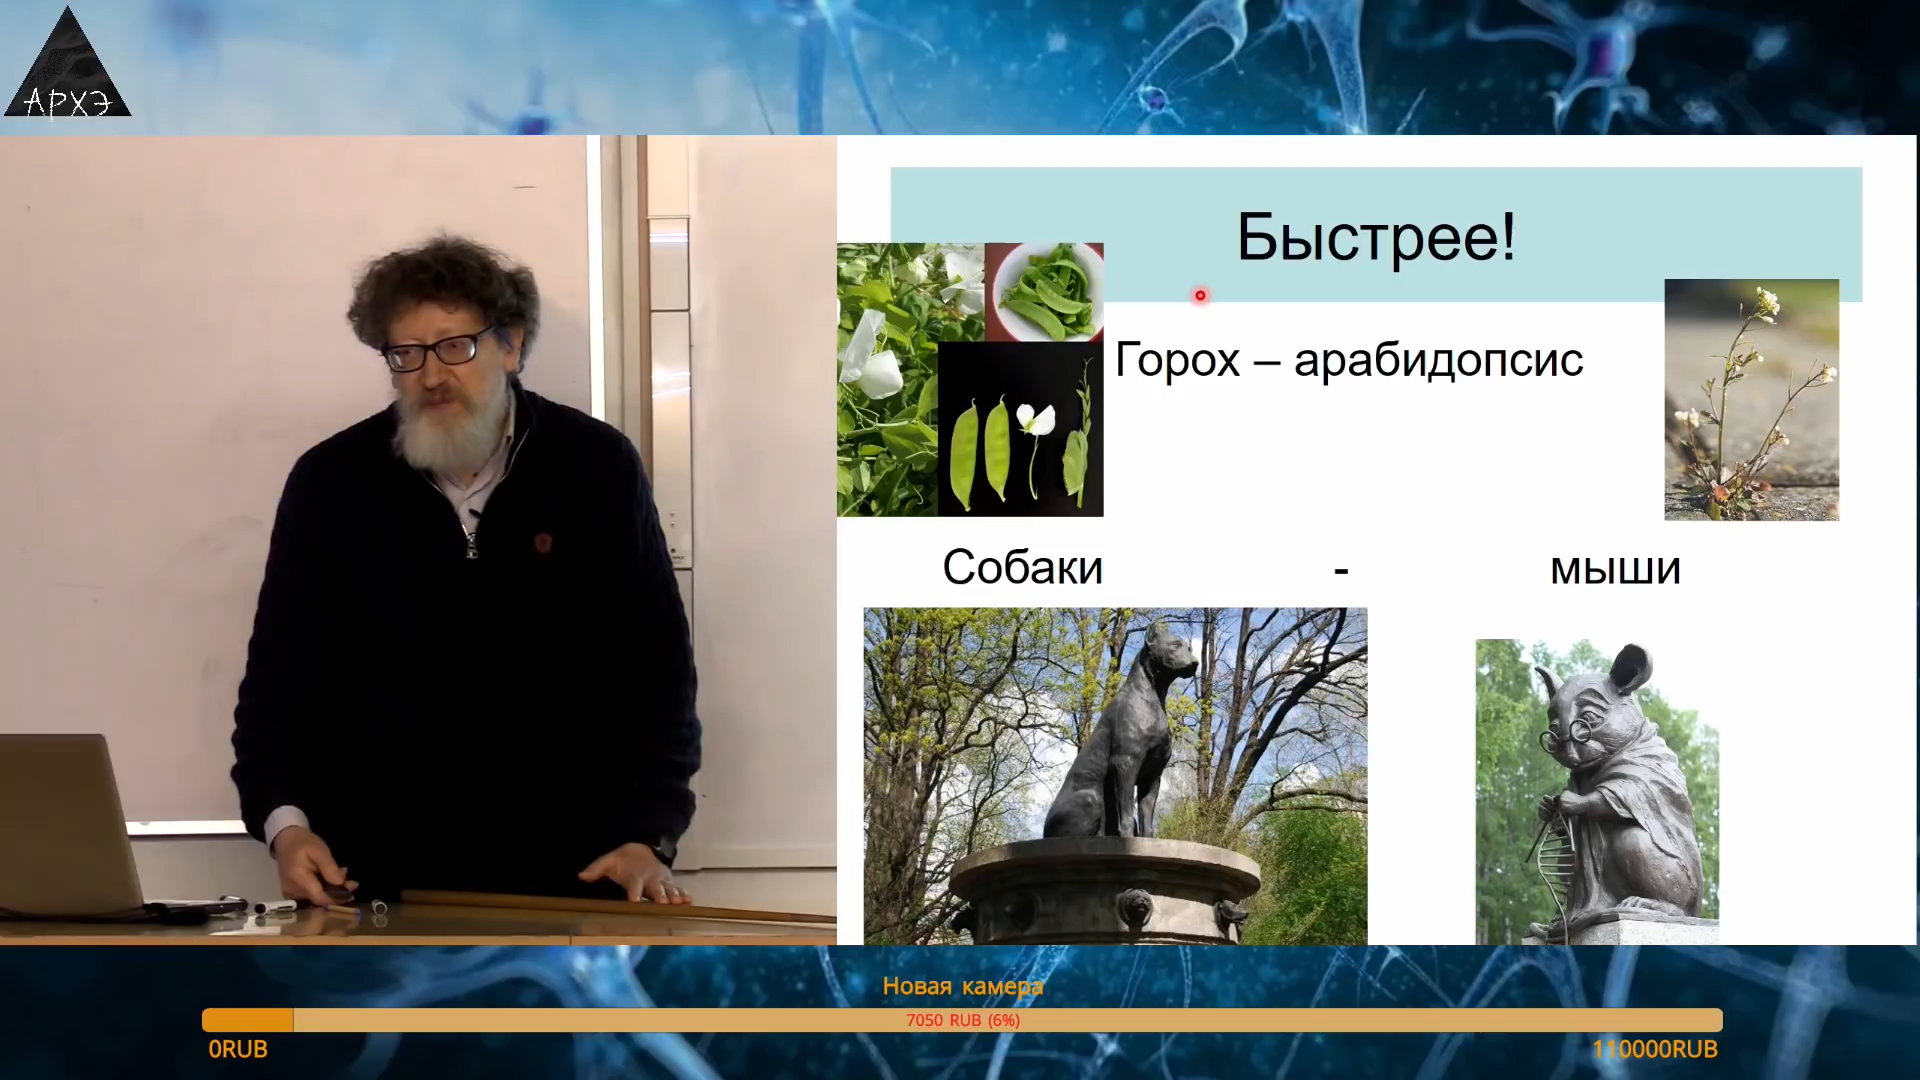 АРХЭ
Быстрее!
Горох – арабидопсис
Собаки - мыши
Новая камера
7050 RUB (6%)
0RUB
110000RUB